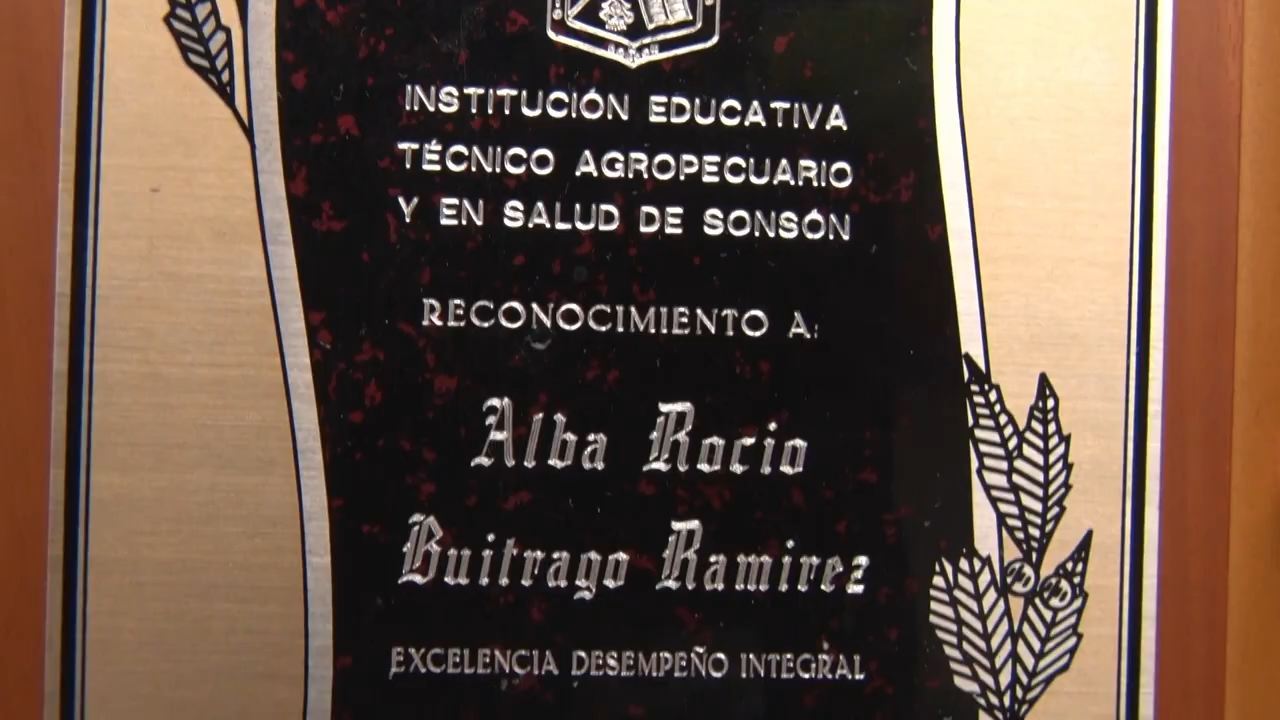 INSTITUCIÓN EDUCATIVA
TÉCNICO AGROPECUARIO
Y EN SALUD DE SONSÓN
RECONOCIMIENTO A:
Alba Rocio
Buitrago Ramirez
EXCELENCIA DESEMPEÑO INTEGRAL